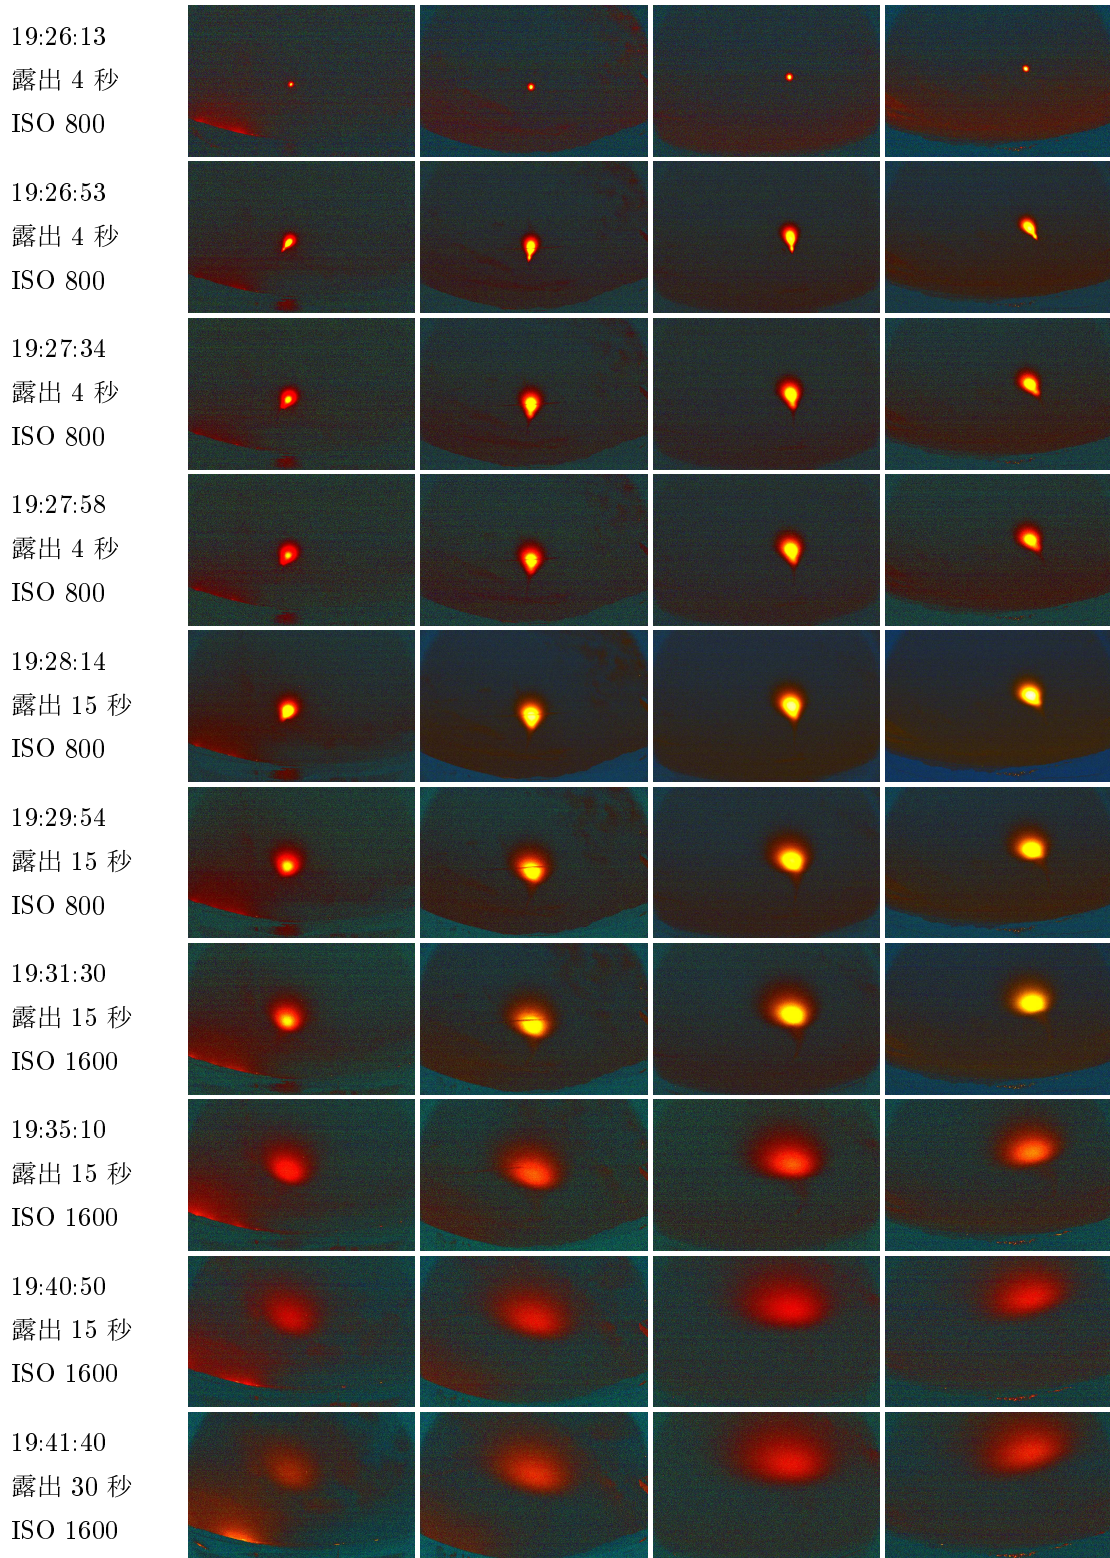 19:26:13
露出 4 秒
ISO 800
19:26:53
露出 4 秒
ISO 800
19:27:34
露出 4 秒
ISO 800
19:27:58
露出 4 秒
ISO 800
19:28:14
露出 15 秒
ISO 800
19:29:54
露出 15 秒
ISO 800
19:31:30
露出 15 秒
ISO 1600
19:35:10
露出 15 秒
ISO 1600
19:40:50
露出 15 秒
ISO 1600
19:41:40
露出 30 秒
ISO 1600